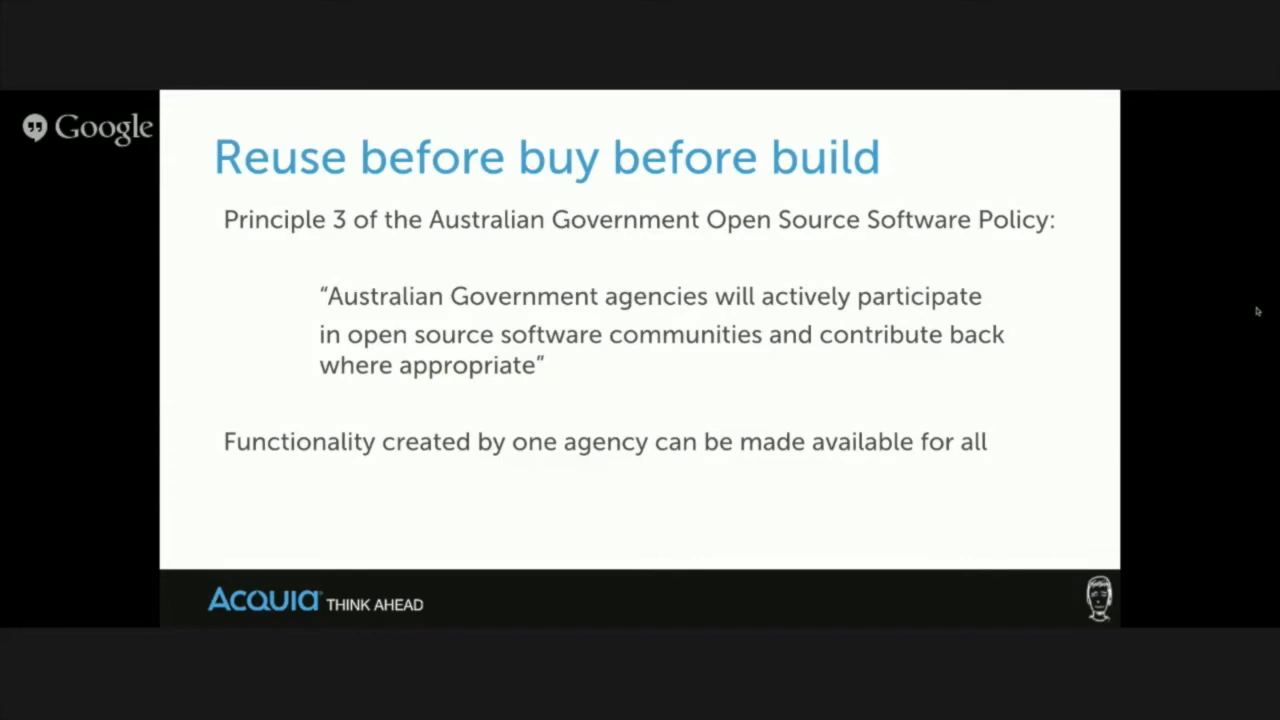 Google
Reuse before buy before build
Principle 3 of the Australian Government Open Source Software Policy:
“Australian Government agencies will actively participate
in open source software communities and contribute back
where appropriate”
Functionality created by one agency can be made available for all
ACQUIA THINK AHEAD